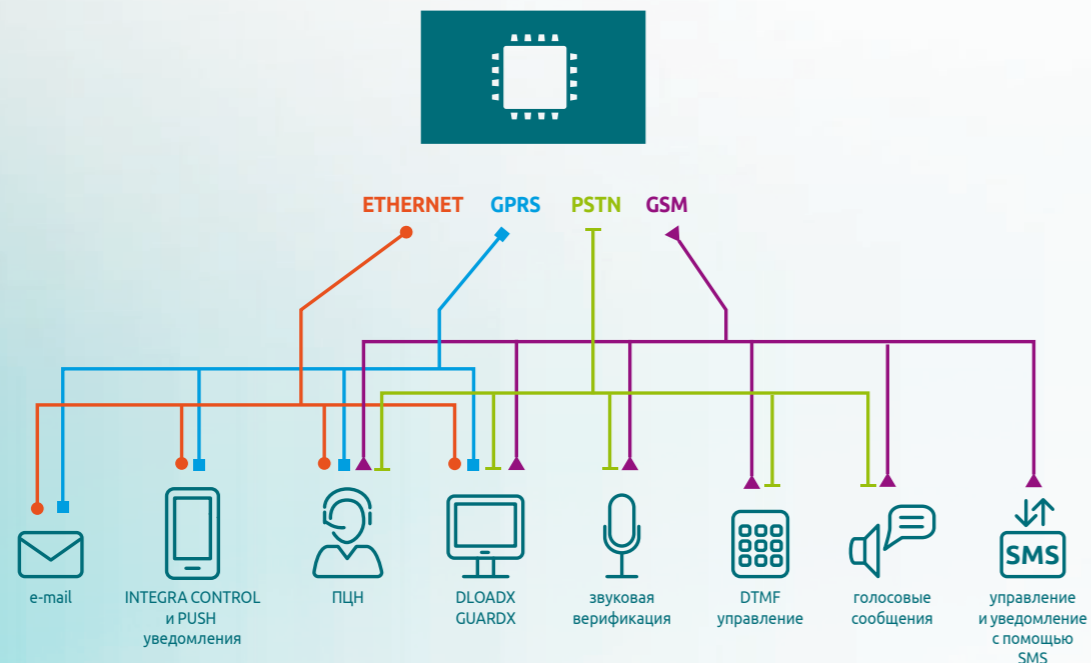 ETHERNET GPRS PSTN GSM
SMS
e-mail
INTEGRA CONTROL
и PUSH
уведомления
ПЦН
DLOADX
GUARDX
звуковая
верификация
DTMF
управление
голосовые
сообщения
управление
и уведомление
с помощью
SMS